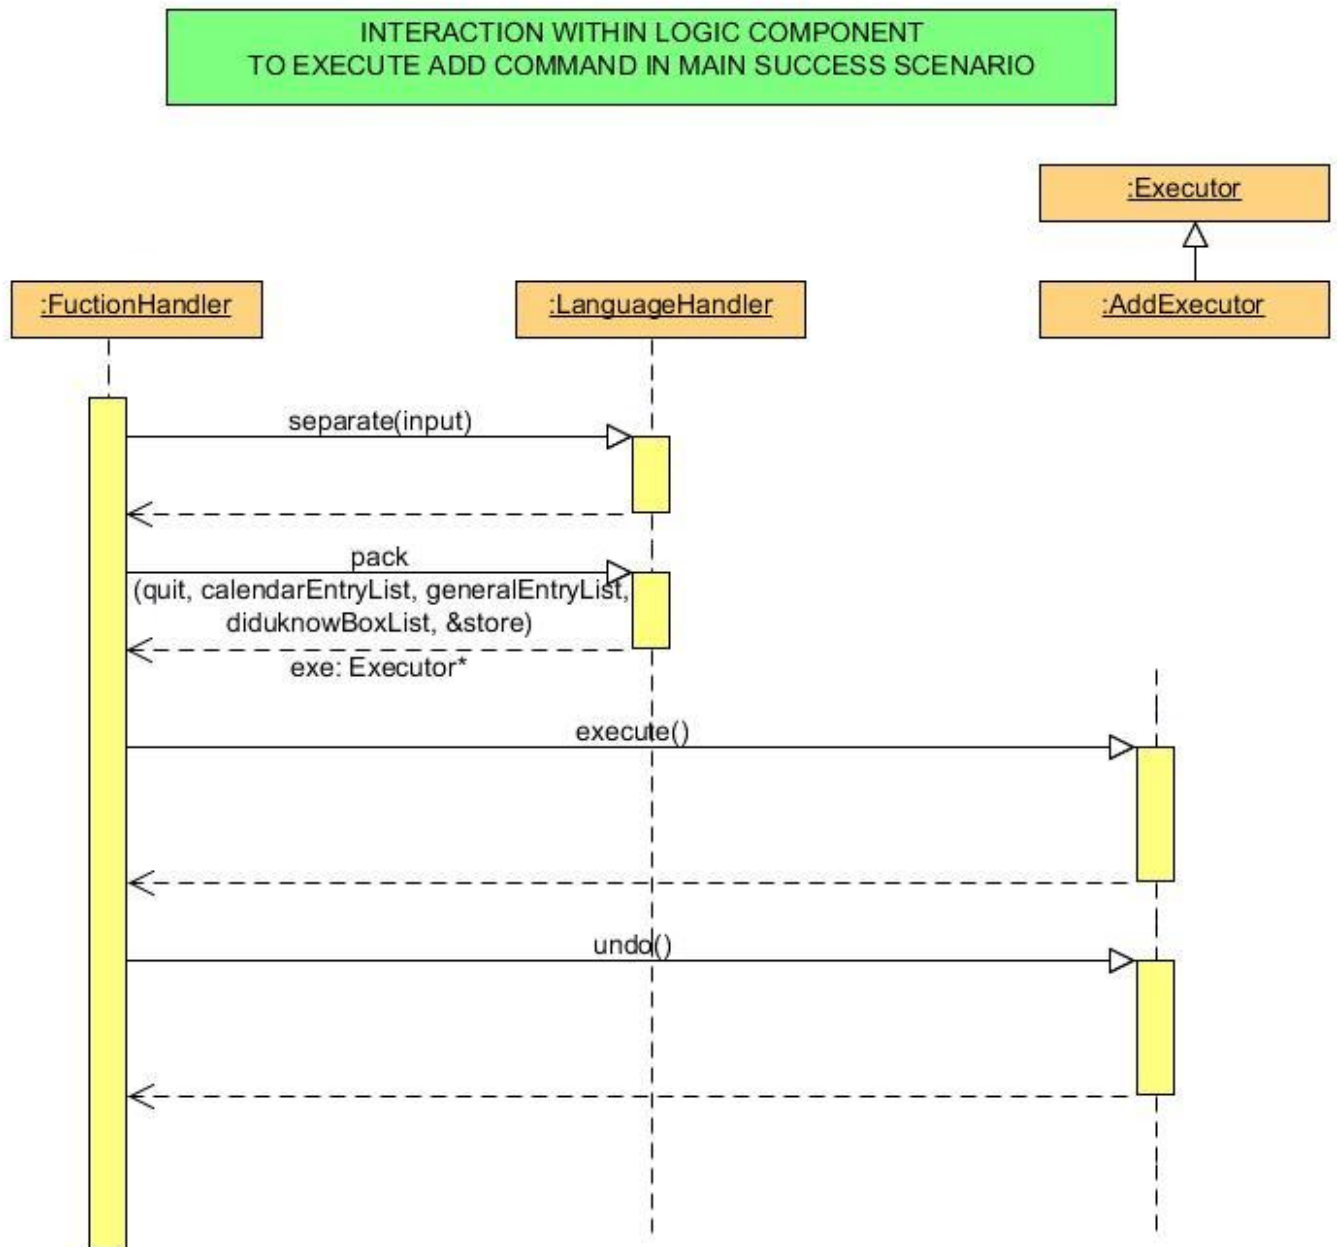 INTERACTION WITHIN LOGIC COMPONENT
TO EXECUTE ADD COMMAND IN MAIN SUCCESS SCENARIO
:Executor
:FuctionHandler
:LanguageHandler
:AddExecutor
separate(input)
pack
(quit, calendarEntryList, generalEntryList,
diduknowBoxList, &store)
exe: Executor*
execute()
undo()